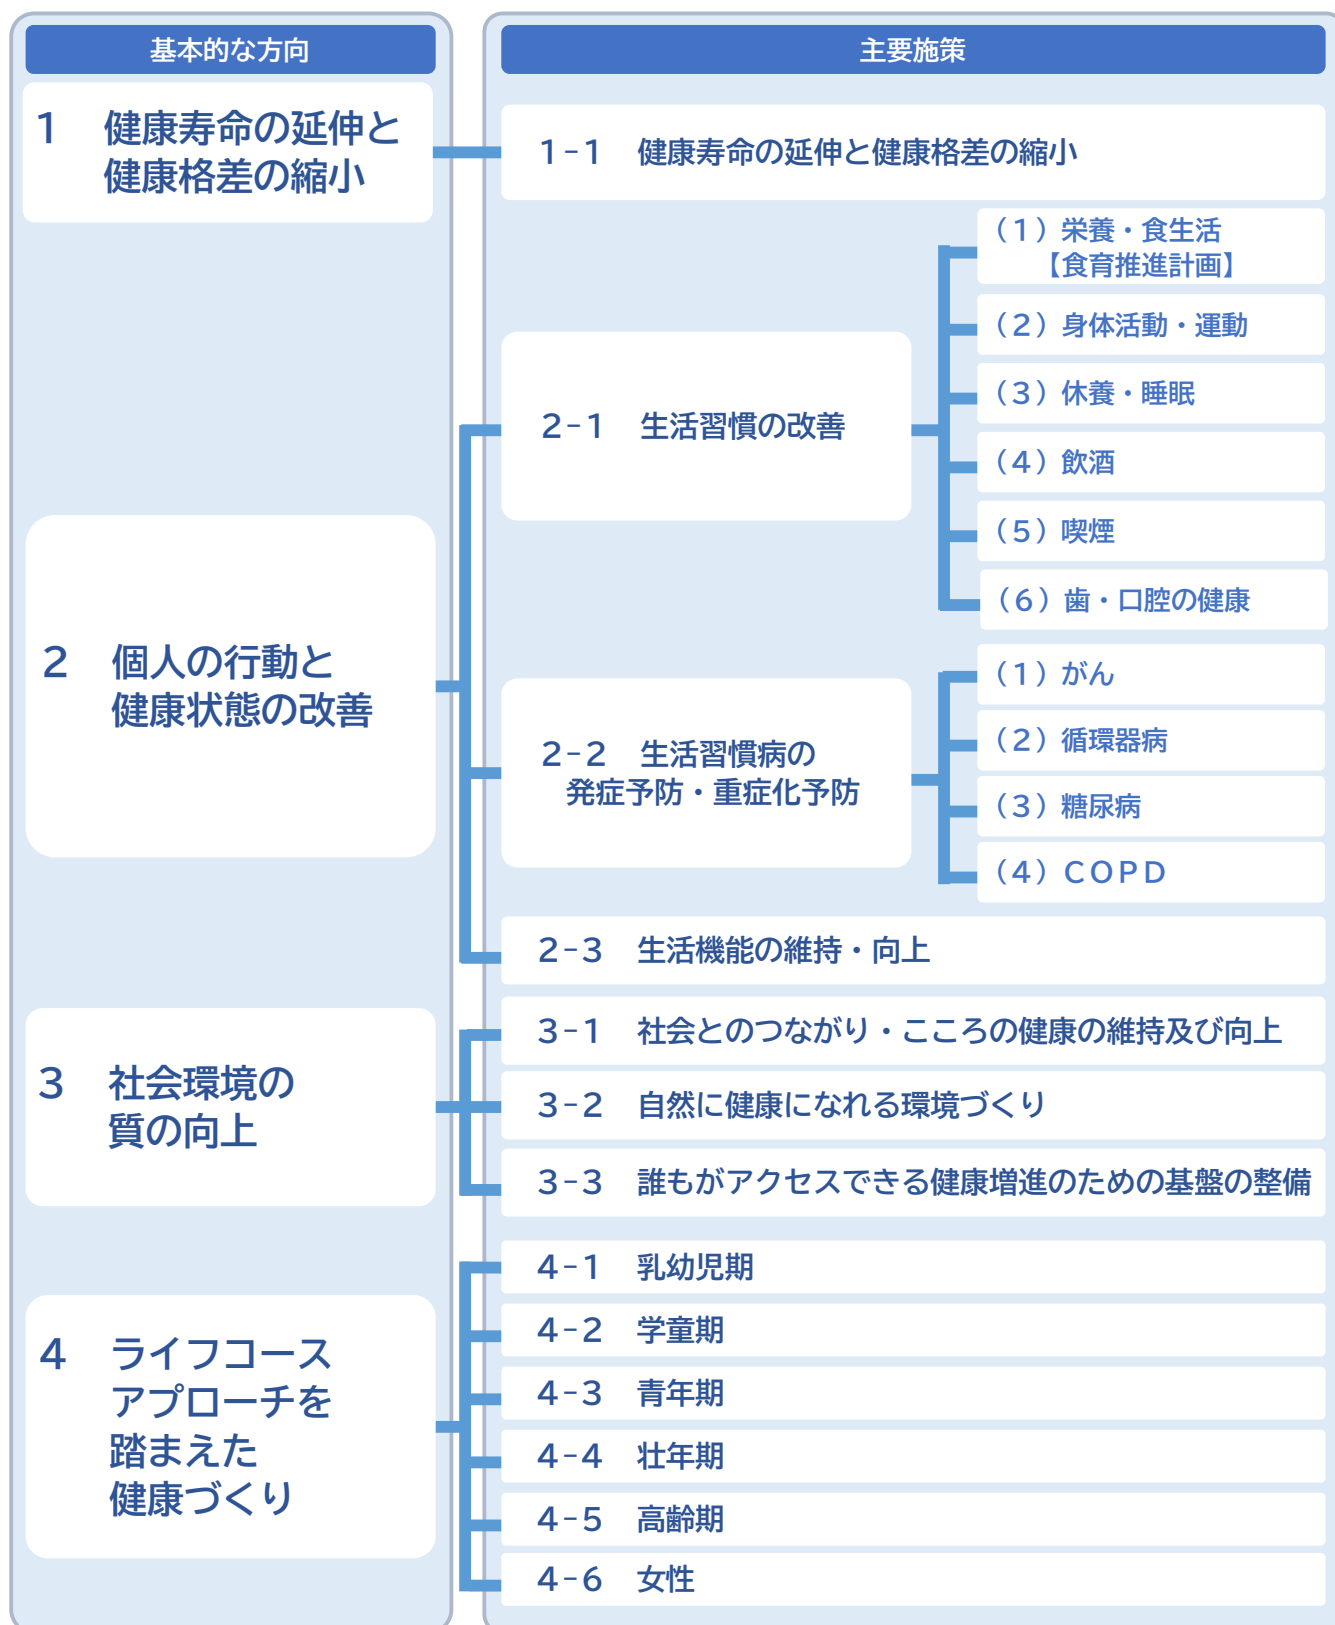 基本的な方向
主要施策
1 健康寿命の延伸と
健康格差の縮小
1-1 健康寿命の延伸と健康格差の縮小
2 個人の行動と
健康状態の改善
2-1 生活習慣の改善
（1）栄養・食生活
【食育推進計画】
（2）身体活動・運動
（3）休養・睡眠
（4）飲酒
（5）喫煙
（6）歯・口腔の健康
2-2 生活習慣病の
発症予防・重症化予防
（1）がん
（2）循環器病
（3）糖尿病
（4）ＣＯＰＤ
2-3 生活機能の維持・向上
3 社会環境の
質の向上
3-1 社会とのつながり・こころの健康の維持及び向上
3-2 自然に健康になれる環境づくり
3-3 誰もがアクセスできる健康増進のための基盤の整備
4 ライフコース
アプローチを
踏まえた
健康づくり
4-1 乳幼児期
4-2 学童期
4-3 青年期
4-4 壮年期
4-5 高齢期
4-6 女性